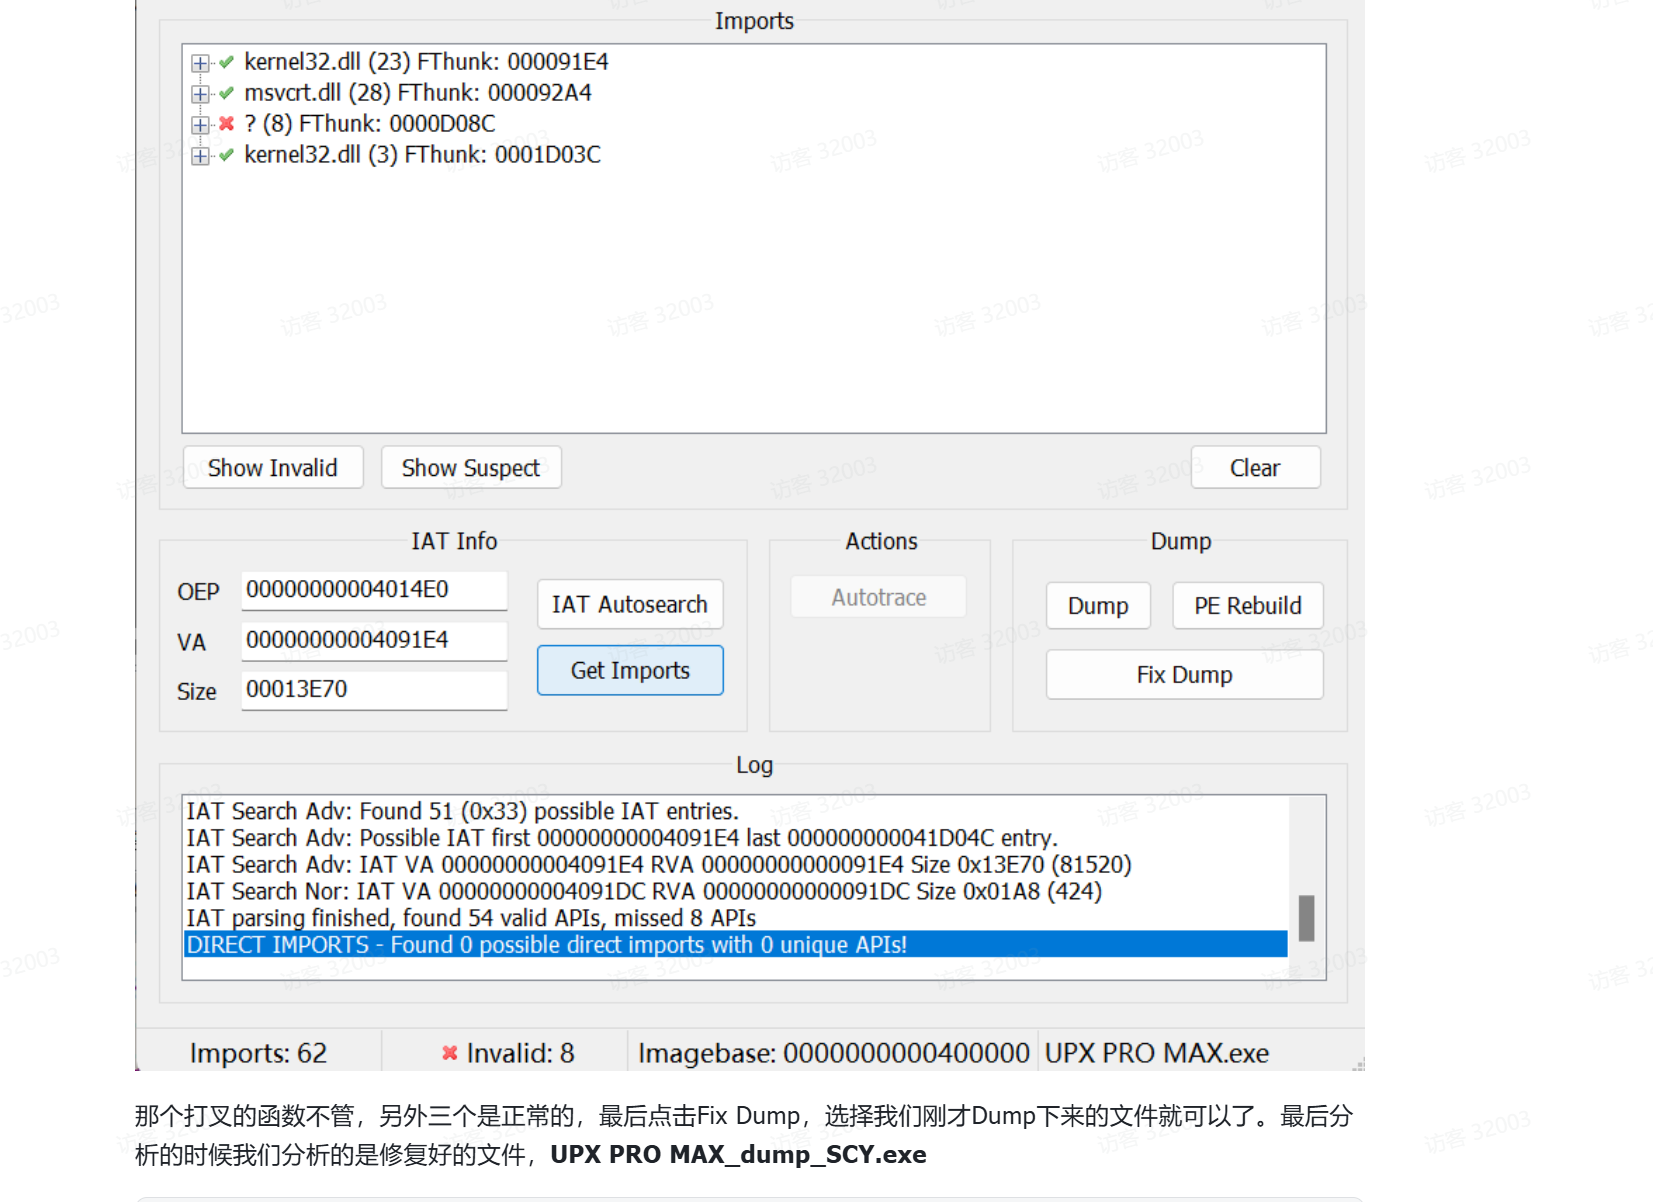 Imports
kernel32.dll (23) FThunk: 000091E4
msvcrt.dll (28) FThunk: 000092A4
? (8) FThunk: 0000D08C
kernel32.dll (3) FThunk: 0001D03C
Show Invalid
Show Suspect
Clear
IAT Info
OEP
00000000004014E0
VA
00000000004091E4
Size
00013E70
IAT Autosearch
Get Imports
Actions
Autotrace
Dump
Dump
PE Rebuild
Fix Dump
Log
IAT Search Adv: Found 51 (0x33) possible IAT entries.
IAT Search Adv: Possible IAT first 00000000004091E4 last 000000000041D04C entry.
IAT Search Adv: IAT VA 00000000004091E4 RVA 00000000000091E4 Size 0x13E70 (81520)
IAT Search Nor: IAT VA 00000000004091DC RVA 00000000000091DC Size 0x01A8 (424)
IAT parsing finished, found 54 valid APIs, missed 8 APIs
DIRECT IMPORTS - Found 0 possible direct imports with 0 unique APIs!
Imports: 62
Invalid: 8
Imagebase: 0000000000400000
UPX PRO MAX.exe
那个打叉的函数不管，另外三个是正常的，最后点击Fix Dump，选择我们刚才Dump下来的文件就可以了。最后分
析的时候我们分析的是修复好的文件，UPX PRO MAX_dump_SCY.exe
访客 32003